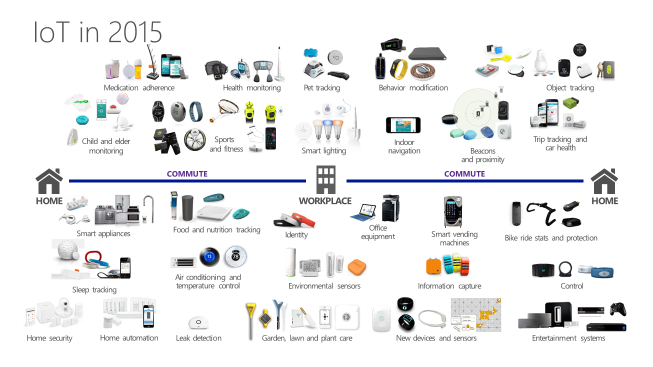 IoT in 2015
Medication adherence
Health monitoring
Pet tracking
Behavior modification
Object tracking
Child and elder
monitoring
Sports
and fitness
Smart lighting
Indoor
navigation
Beacons
and proximity
Trip tracking and
car health
COMMUTE
COMMUTE
HOME
WORKPLACE
HOME
Smart appliances
Food and nutrition tracking
Identity
Office
equipment
Smart vending
machines
Bike ride stats and protection
Sleep tracking
Air conditioning and
temperature control
Environmental sensors
Information capture
Control
Home security
Home automation
Leak detection
Garden, lawn and plant care
New devices and sensors
Entertainment systems